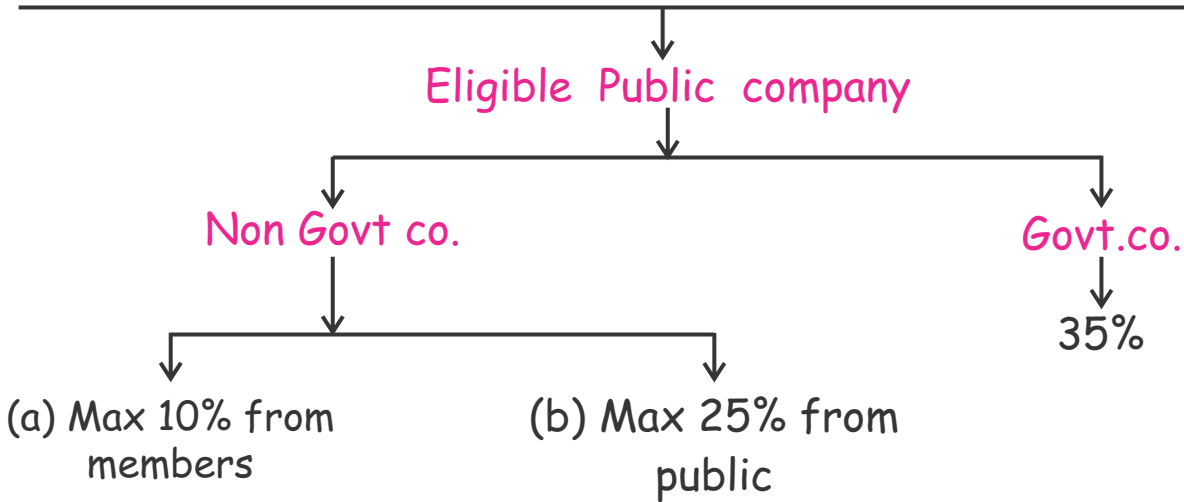 Eligible Public company
Non Govt co.
Govt.co.
35%
(a) Max 10% from
members
(b) Max 25% from
public